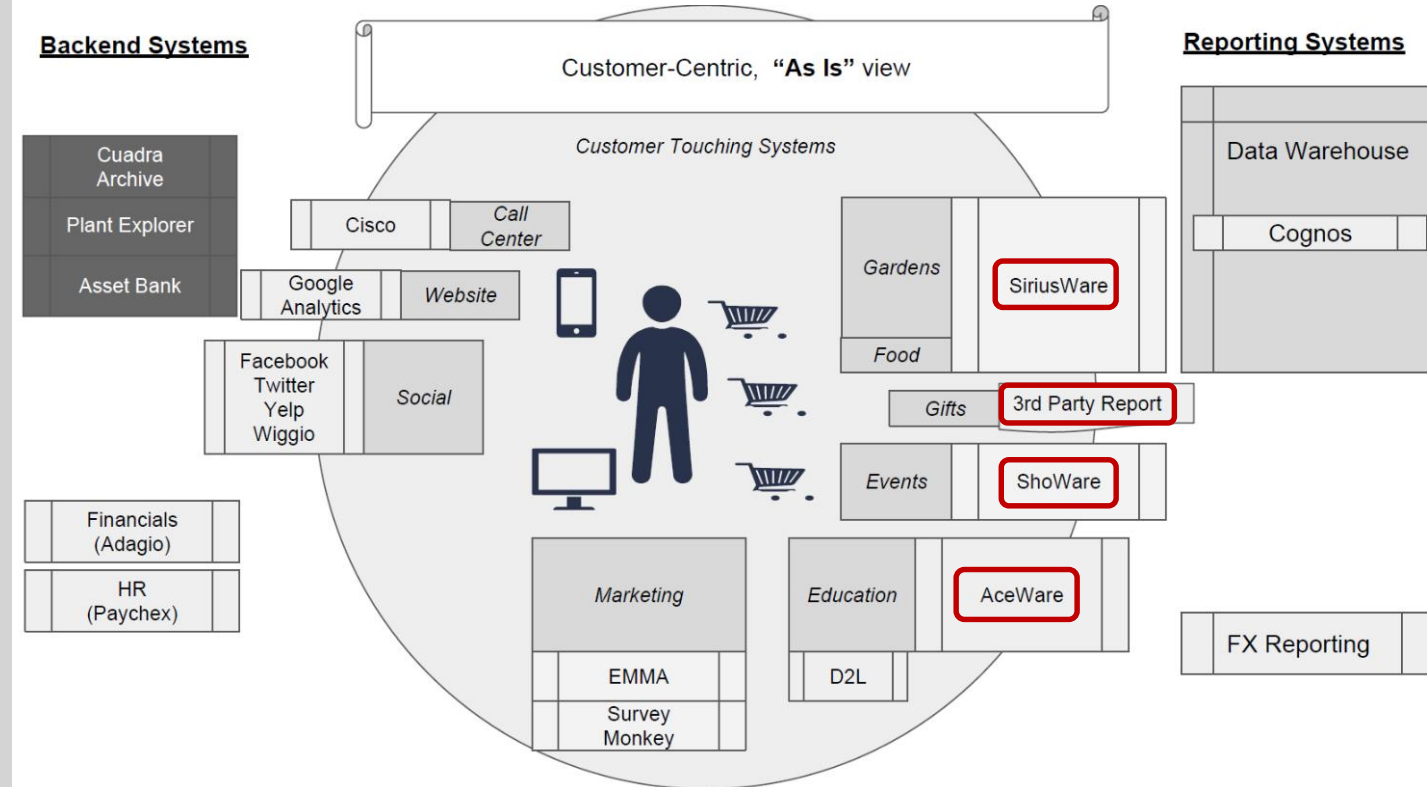 Backend Systems
Customer-Centric, “As Is” view
Reporting Systems
Customer Touching Systems
Cuadra
Archive
Plant Explorer
Asset Bank
Cisco
Call
Center
Google
Analytics
Website
Facebook
Twitter
Yelp
Wiggio
Social
Financials
(Adagio)
HR
(Paychex)
Gardens
SiriusWare
Food
Gifts
3rd Party Report
Events
ShoWare
Marketing
EMMA
Survey
Monkey
Education
AceWare
D2L
Data Warehouse
Cognos
FX Reporting